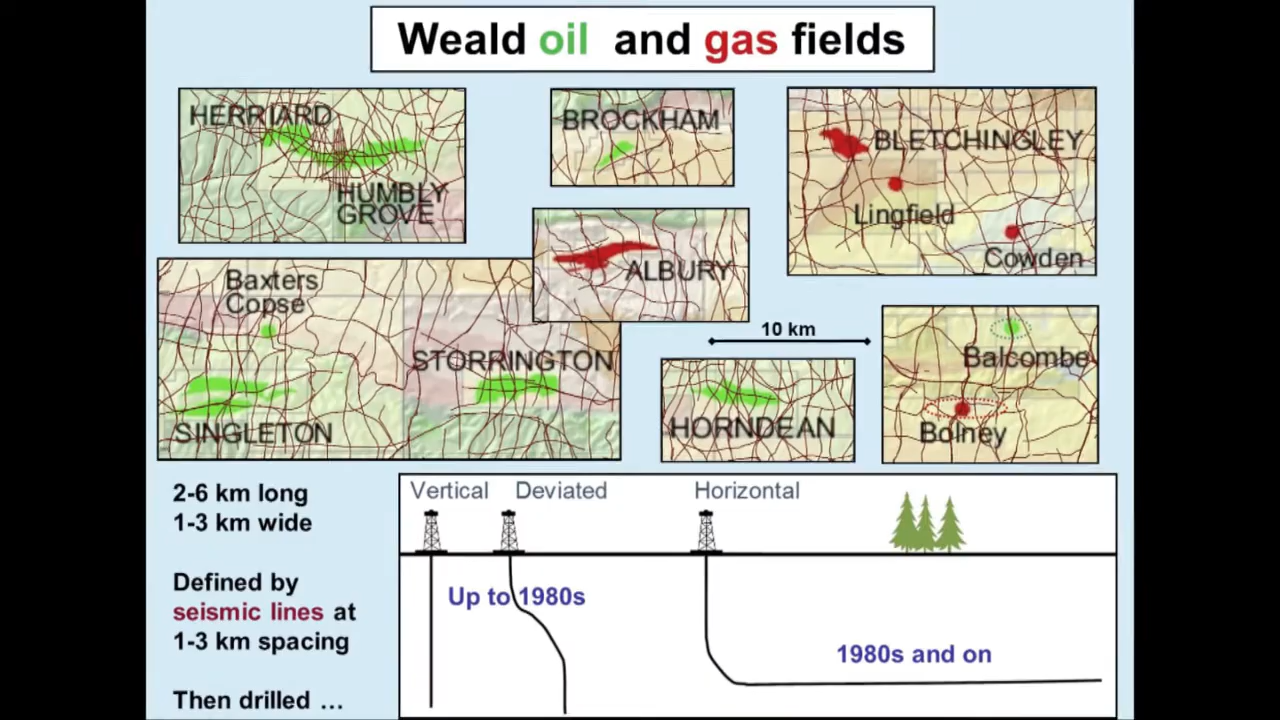 Weald oil and gas fields
HERRIARD
HUMBLY
GROVE
BROCKHAM
BLETCHINGLEY
Lingfield
Cowden
ALBURY
Baxters
Copse
STORRINGTON
SINGLETON
10 km
HORNDEAN
Balcombe
Bolney
2-6 km long
1-3 km wide
Defined by
seismic lines at
1-3 km spacing
Then drilled ...
Vertical
Deviated
Horizontal
Up to 1980s
1980s and on